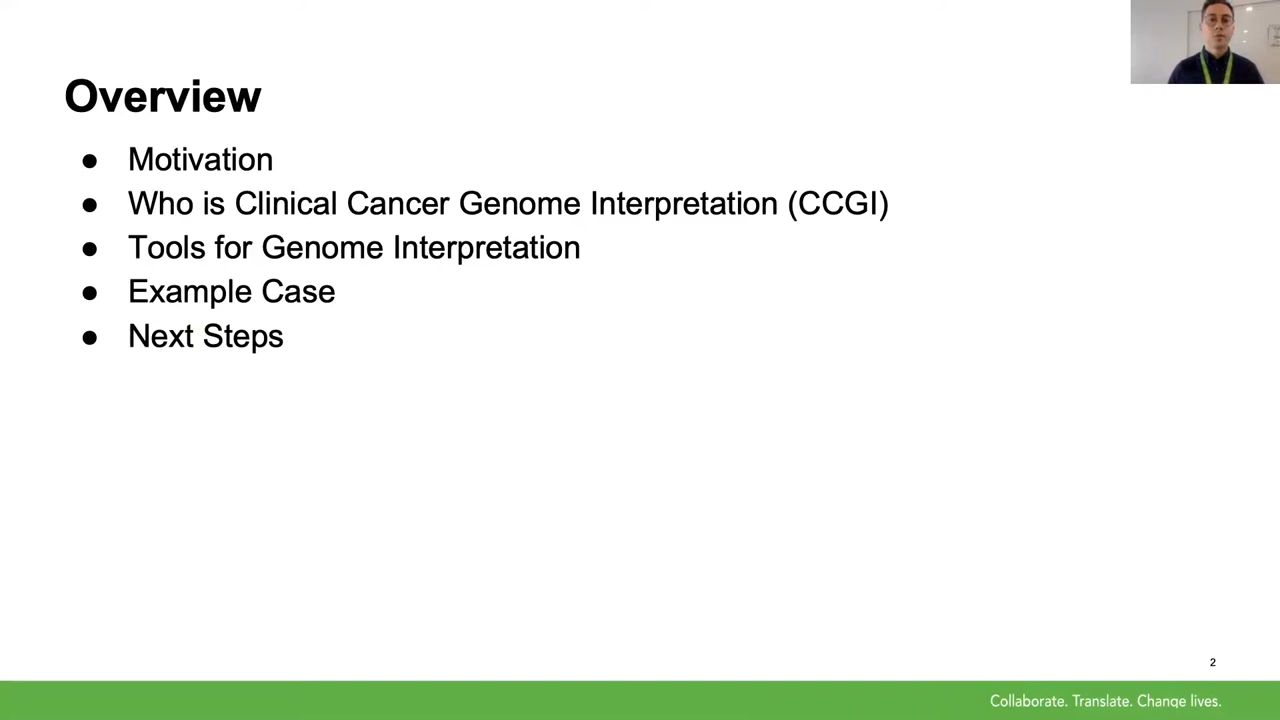 Overview
● Motivation
● Who is Clinical Cancer Genome Interpretation (CCGI)
● Tools for Genome Interpretation
● Example Case
● Next Steps
2
Collaborate. Translate. Change lives.